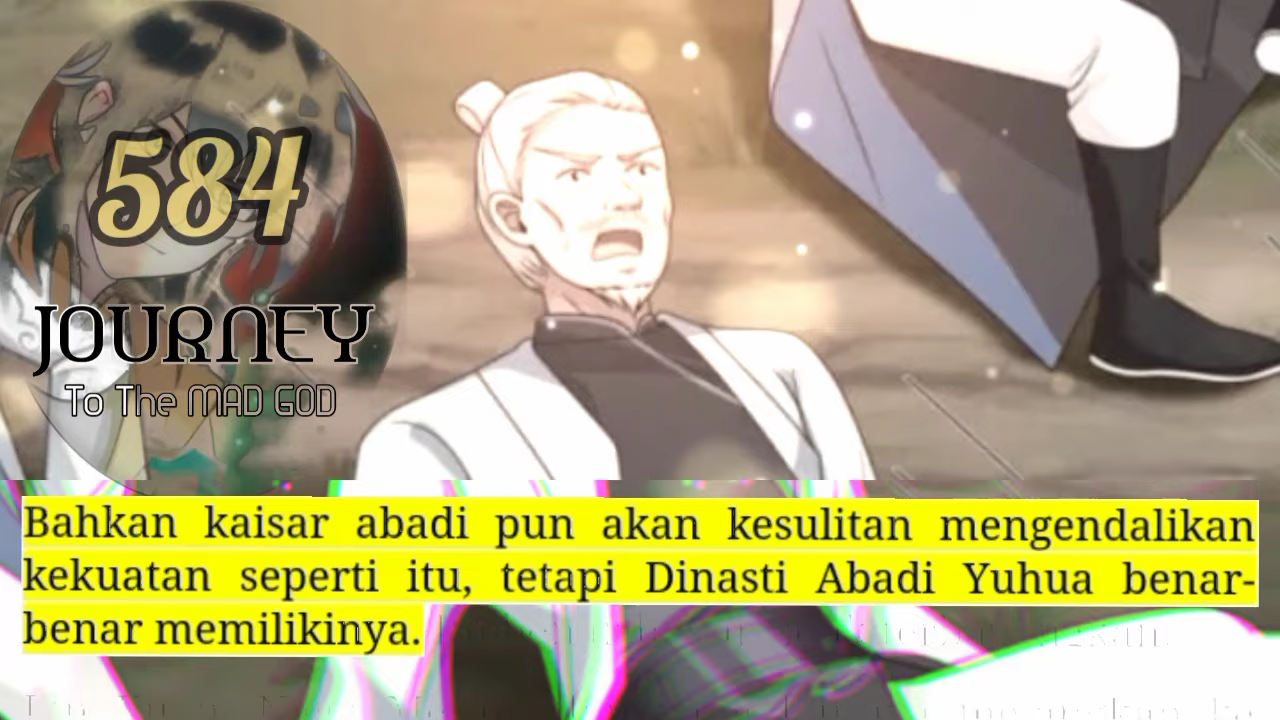 584
JOURNEY
To The MAD GOD
Bahkan kaisar abadi pun akan kesulitan mengendalikan
kekuatan seperti itu, tetapi Dinasti Abadi Yuhua benar-
benar memilikinya.